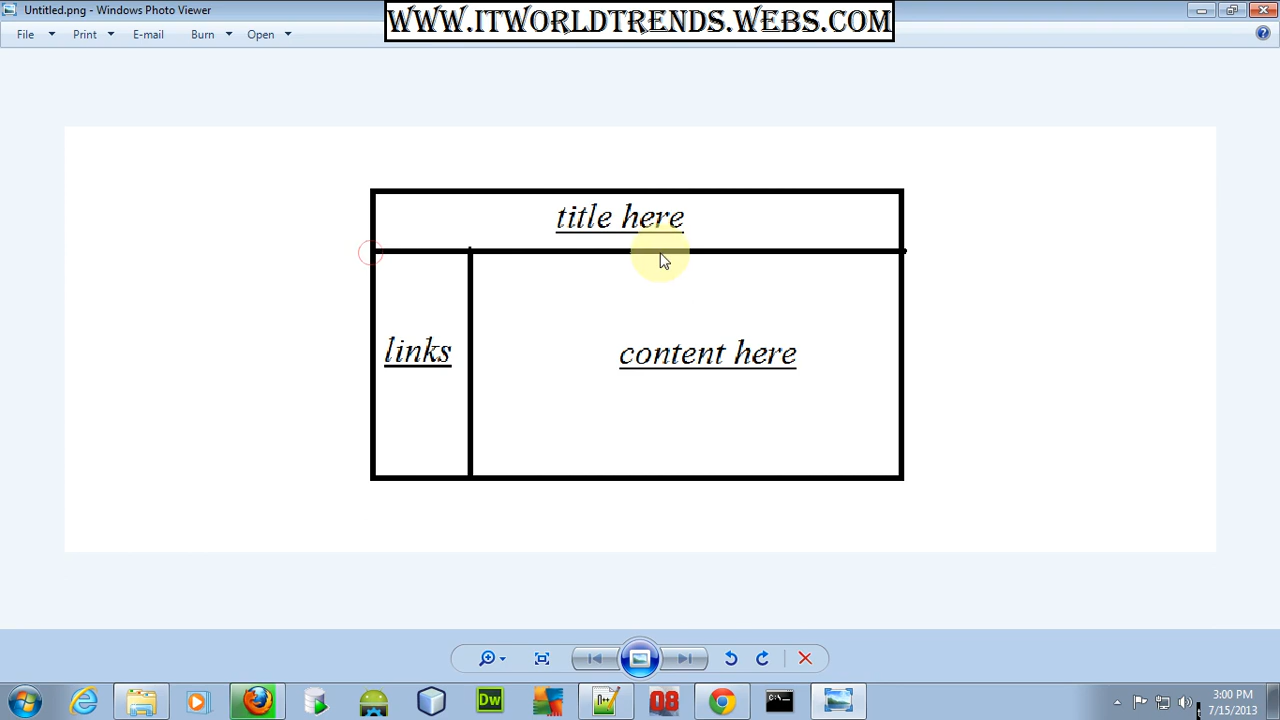 Untitled.png - Windows Photo Viewer
WWW.ITWORLDTRENDS.WEBS.COM
File Print E-mail Burn Open
title here
links
content here
Dw
3:00 PM
7/15/2013